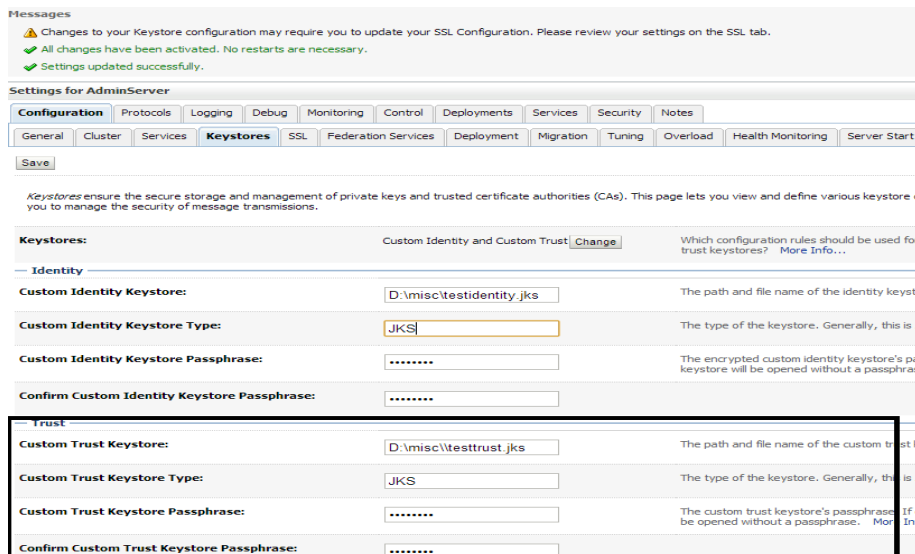 Messages
Changes to your Keystore configuration may require you to update your SSL Configuration. Please review your settings on the SSL tab.
All changes have been activated. No restarts are necessary.
Settings updated successfully.
Settings for AdminServer
Configuration Protocols Logging Debug Monitoring Control Deployments Services Security Notes
General Cluster Services Keystores SSL Federation Services Deployment Migration Tuning Overload Health Monitoring Server Start
Save
Keystores ensure the secure storage and management of private keys and trusted certificate authorities (CAs). This page lets you view and define various keystore
you to manage the security of message transmissions.
Keystores: Custom Identity and Custom Trust Change Which configuration rules should be used fo
trust keystores? More Info...
Identity
Custom Identity Keystore: D:\misc\testidentity.jks The path and file name of the identity keyst
Custom Identity Keystore Type: JKS The type of the keystore. Generally, this is
Custom Identity Keystore Passphrase: •••••••• The encrypted custom identity keystore's pa
keystore will be opened without a passphras
Confirm Custom Identity Keystore Passphrase: ••••••••
Trust
Custom Trust Keystore: D:\misc\\testtrust.jks The path and file name of the custom trust
Custom Trust Keystore Type: JKS The type of the keystore. Generally, this is
Custom Trust Keystore Passphrase: •••••••• The custom trust keystore's passphrase. If
be opened without a passphrase. More In
Confirm Custom Trust Keystore Passphrase: ••••••••